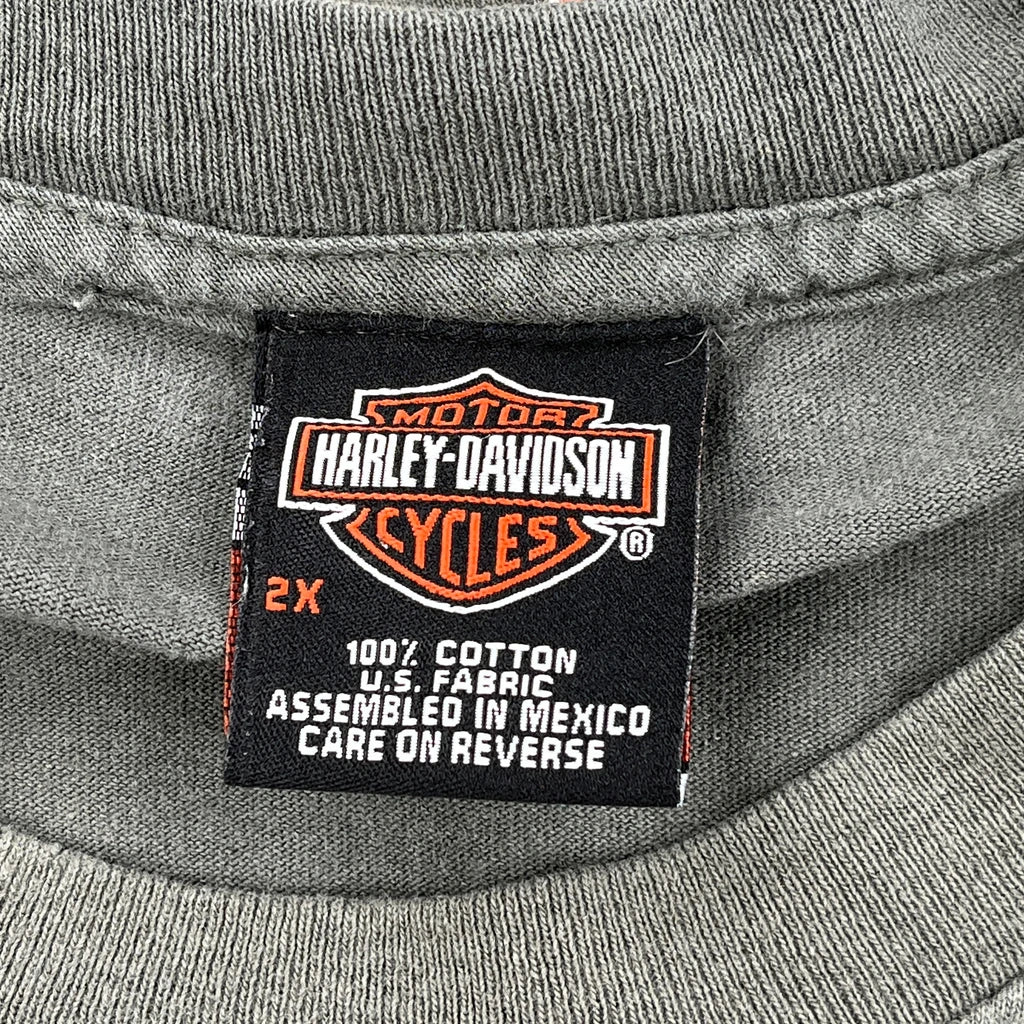 MOTOR
HARLEY-DAVIDSON
CYCLES
®
2X
100% COTTON
U.S. FABRIC
ASSEMBLED IN MEXICO
CARE ON REVERSE